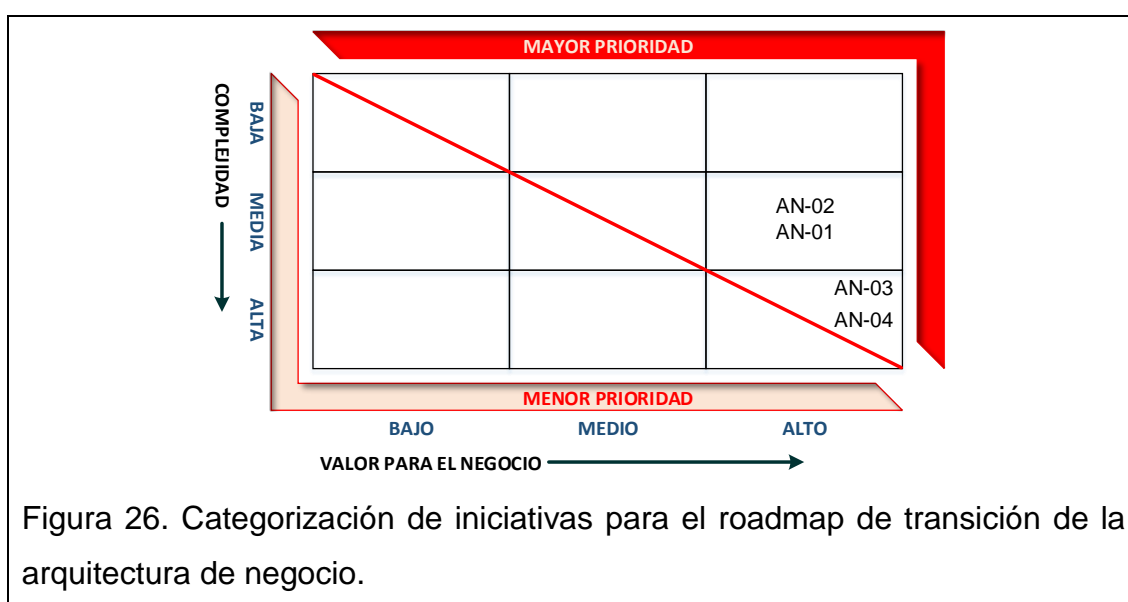 MAYOR PRIORIDAD
COMPLEJIDAD
BAJA
MEDIA
ALTA
AN-02
AN-01
AN-03
AN-04
MENOR PRIORIDAD
BAJO
MEDIO
ALTO
VALOR PARA EL NEGOCIO
Figura 26. Categorización de iniciativas para el roadmap de transición de la
arquitectura de negocio.